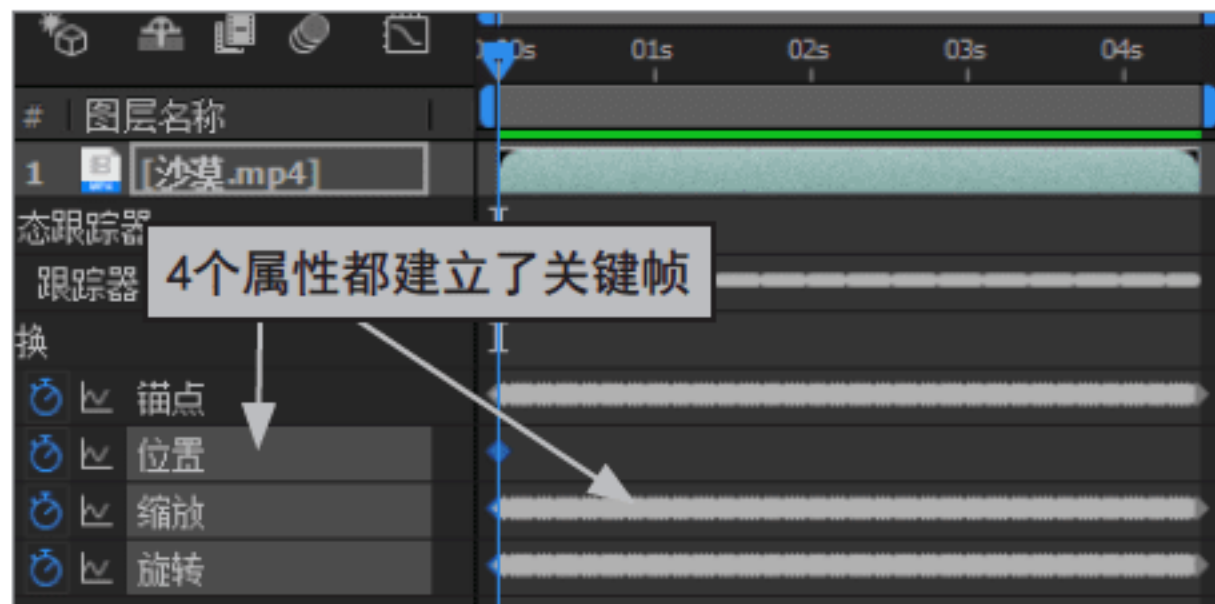 0:00s 01s 02s 03s 04s
# 图层名称
1 [沙漠.mp4]
态跟踪器
4个属性都建立了关键帧
跟踪器
换
锚点
位置
缩放
旋转